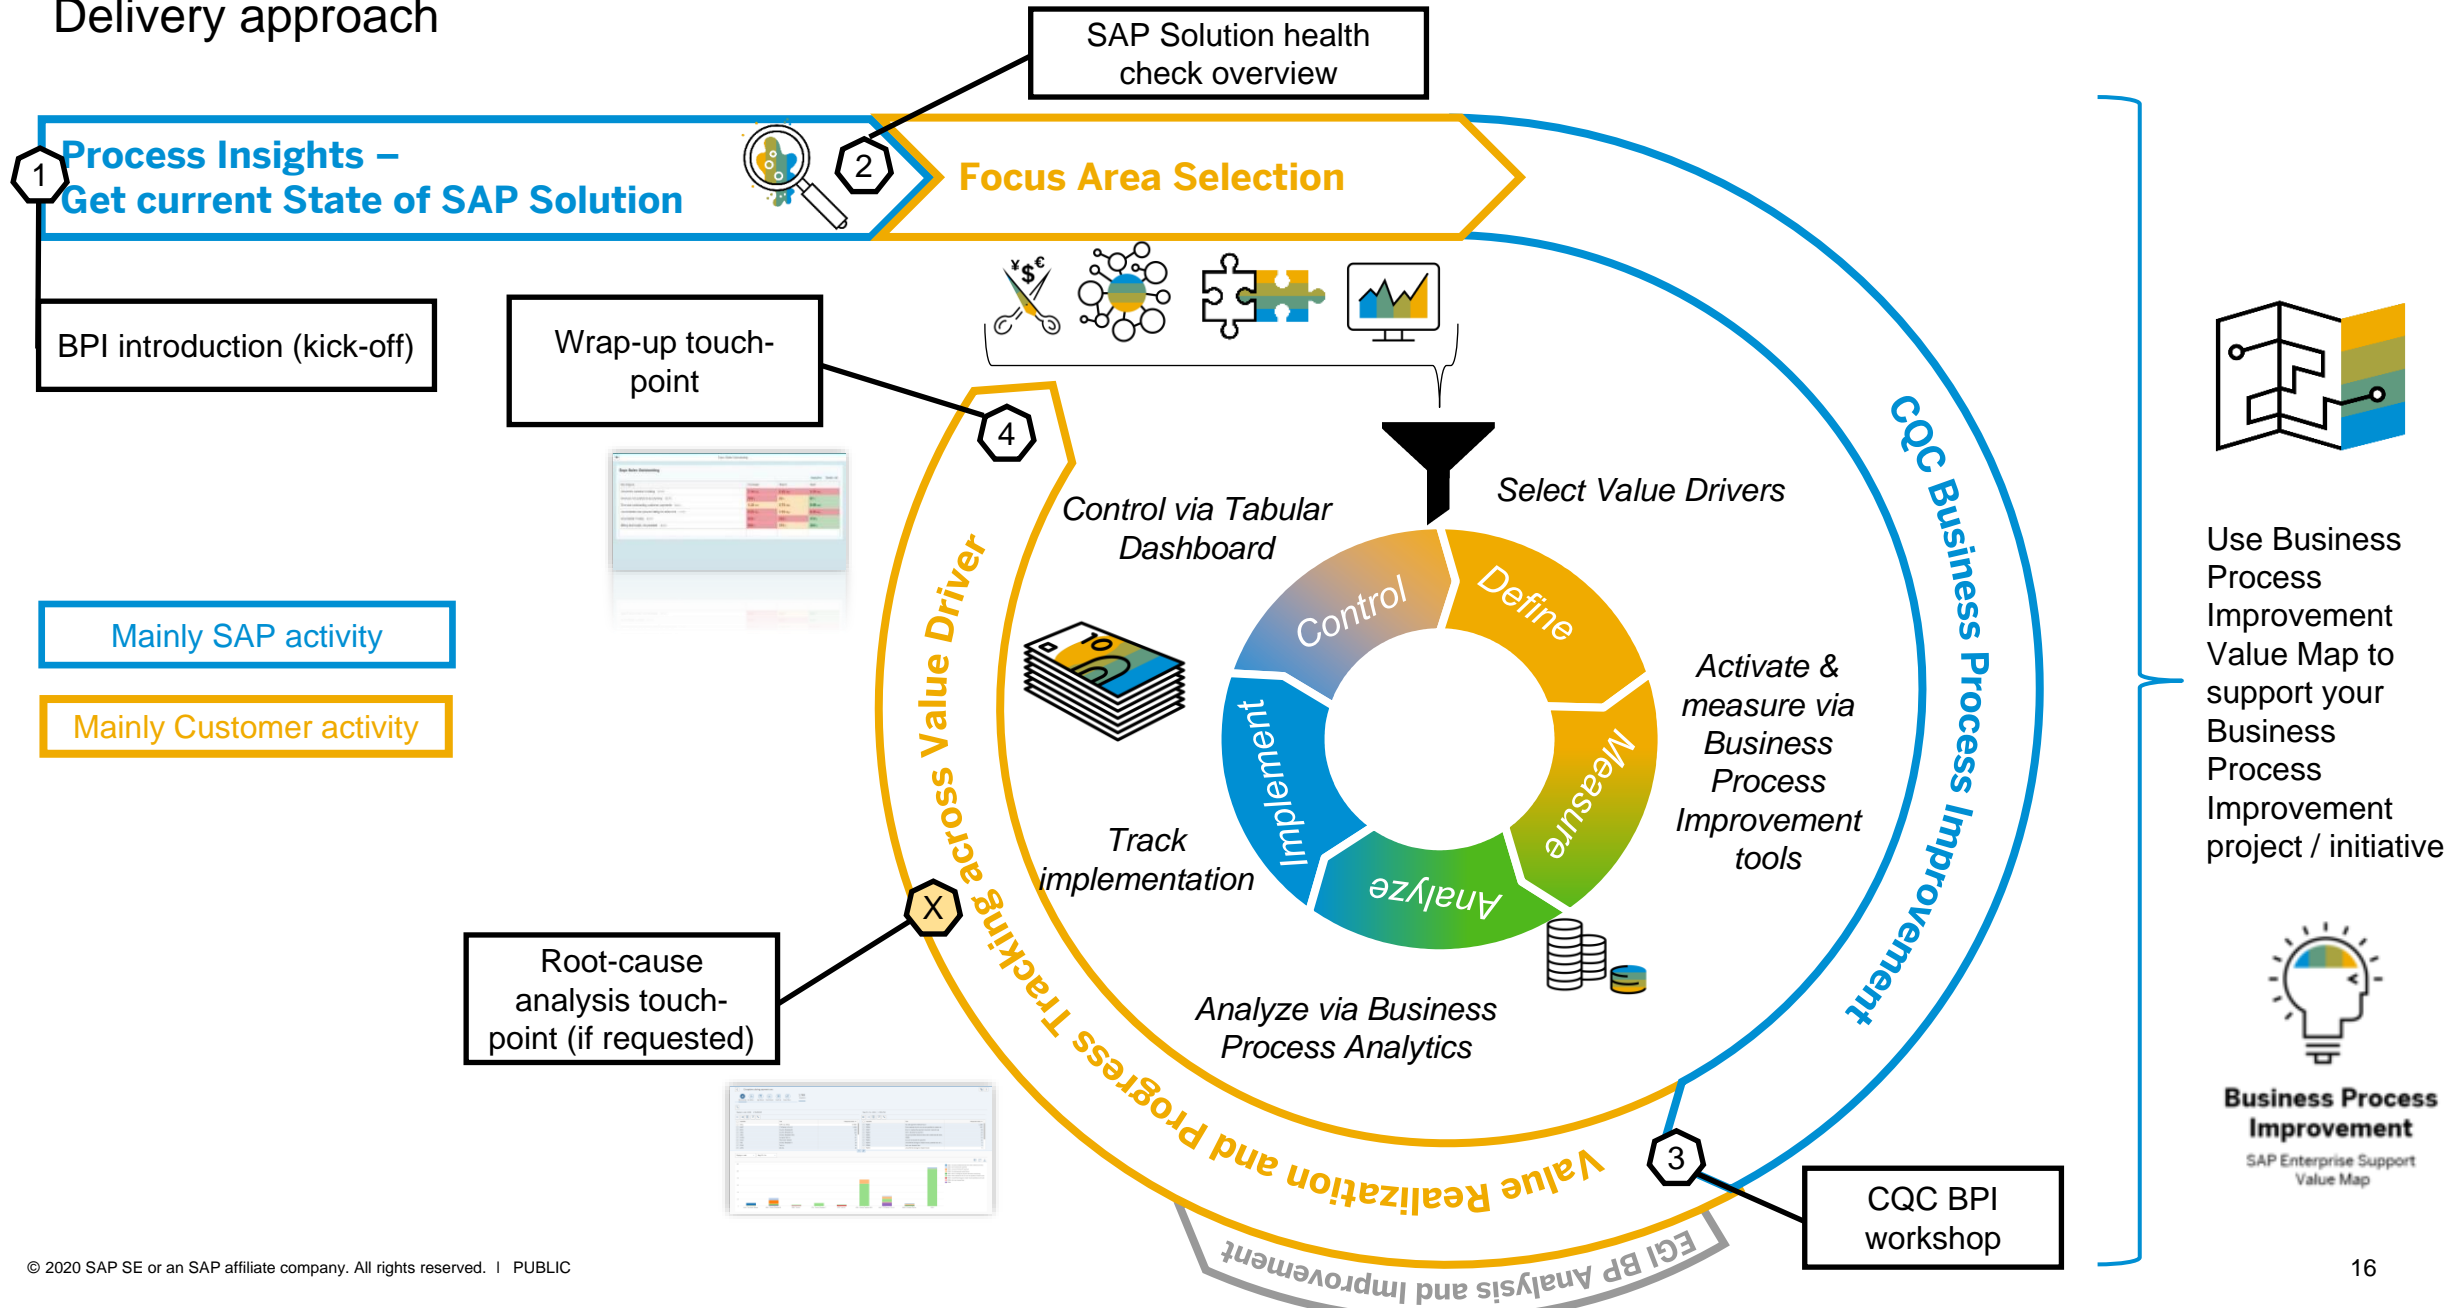 Delivery approach
SAP Solution health
check overview
Process Insights –
Get current State of SAP Solution
1
2
Focus Area Selection
BPI introduction (kick-off)
Wrap-up touch-
point
¥$€
4
Select Value Drivers
Control via Tabular
Dashboard
Control
Define
Measure
Analyze
Implement
10
Mainly SAP activity
Mainly Customer activity
Activate &
measure via
Business
Process
Improvement
tools
Track
implementation
X
Root-cause
analysis touch-
point (if requested)
Analyze via Business
Process Analytics
CQC Business Process Improvement
Value Realization and Progress Tracking across Value Driver
3
CQC BPI
workshop
EGI BP Analysis and Improvement
Use Business
Process
Improvement
Value Map to
support your
Business
Process
Improvement
project / initiative
Business Process
Improvement
SAP Enterprise Support
Value Map
© 2020 SAP SE or an SAP affiliate company. All rights reserved. ǀ PUBLIC
16